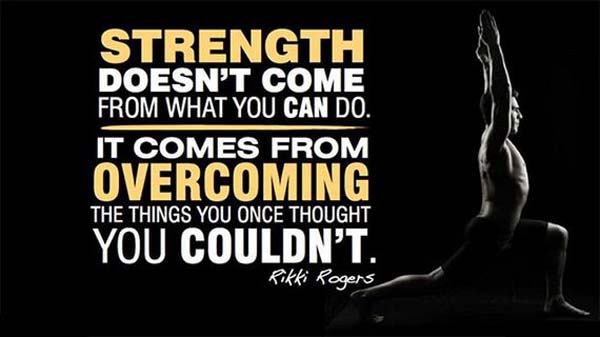 STRENGTH
DOESN'T COME
FROM WHAT YOU CAN DO.
IT COMES FROM
OVERCOMING
THE THINGS YOU ONCE THOUGHT
YOU COULDN'T.
Rikki Rogers